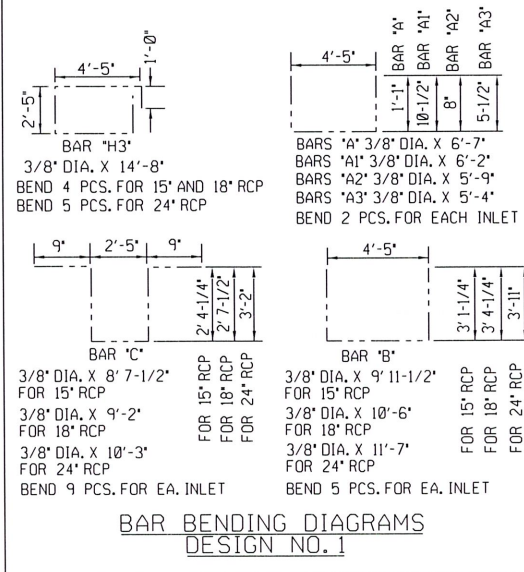 4'-5"
1'-0"
2'-5"
BAR "H3"
3/8" DIA. X 14'-8"
BEND 4 PCS. FOR 15" AND 18" RCP
BEND 5 PCS. FOR 24" RCP
4'-5"
BAR "A"
BAR "A1"
BAR "A2"
BAR "A3"
1'-1"
10-1/2"
8"
5-1/2"
BARS "A" 3/8" DIA. X 6'-7"
BARS "A1" 3/8" DIA. X 6'-2"
BARS "A2" 3/8" DIA. X 5'-9"
BARS "A3" 3/8" DIA. X 5'-4"
BEND 2 PCS. FOR EACH INLET
9" 2'-5" 9"
2' 4-1/4"
2' 7-1/2"
3'-2"
FOR 15" RCP
FOR 18" RCP
FOR 24" RCP
BAR "C"
3/8" DIA. X 8' 7-1/2"
FOR 15" RCP
3/8" DIA. X 9'-2"
FOR 18" RCP
3/8" DIA. X 10'-3"
FOR 24" RCP
BEND 9 PCS. FOR EA. INLET
4'-5"
3' 1-1/4"
3' 4-1/4"
3'-11"
FOR 15" RCP
FOR 18" RCP
FOR 24" RCP
BAR "B"
3/8" DIA. X 9' 11-1/2"
FOR 15" RCP
3/8" DIA. X 10'-6"
FOR 18" RCP
3/8" DIA. X 11'-7"
FOR 24" RCP
BEND 5 PCS. FOR EA. INLET
BAR BENDING DIAGRAMS
DESIGN NO. 1